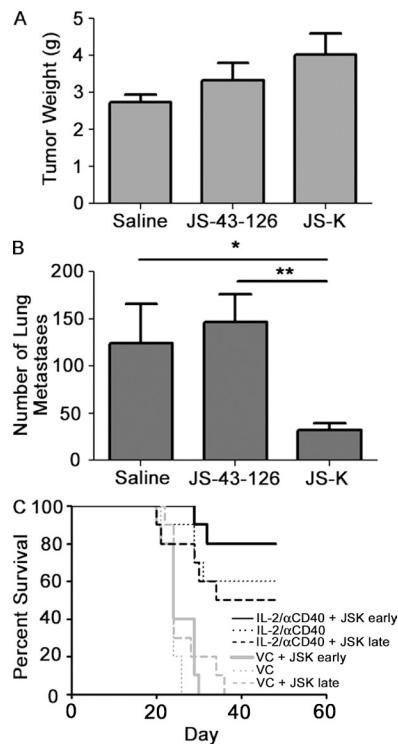 A
Tumor Weight (g)
5
4
3
2
1
0
Saline JS-43-126 JS-K
B
*
**
Number of Lung
Metastases
200
150
100
50
0
Saline JS-43-126 JS-K
C
Percent Survival
100
80
60
40
20
0
IL-2/αCD40 + JSK early
IL-2/αCD40
IL-2/αCD40 + JSK late
VC + JSK early
VC
VC + JSK late
0 20 40 60
Day